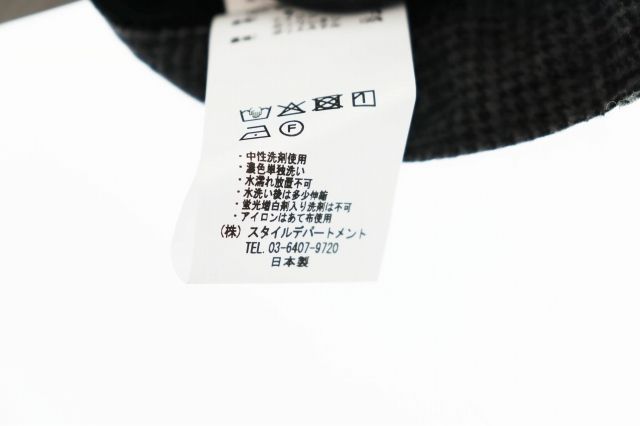 F
・中性洗剤使用
・濃色単独洗い
・水濡れ放置不可
・水洗い後は多少伸縮
・蛍光増白剤入り洗剤は不可
・アイロンはあて布使用
(株) スタイルデパートメント
TEL. 03-6407-9720
日本製